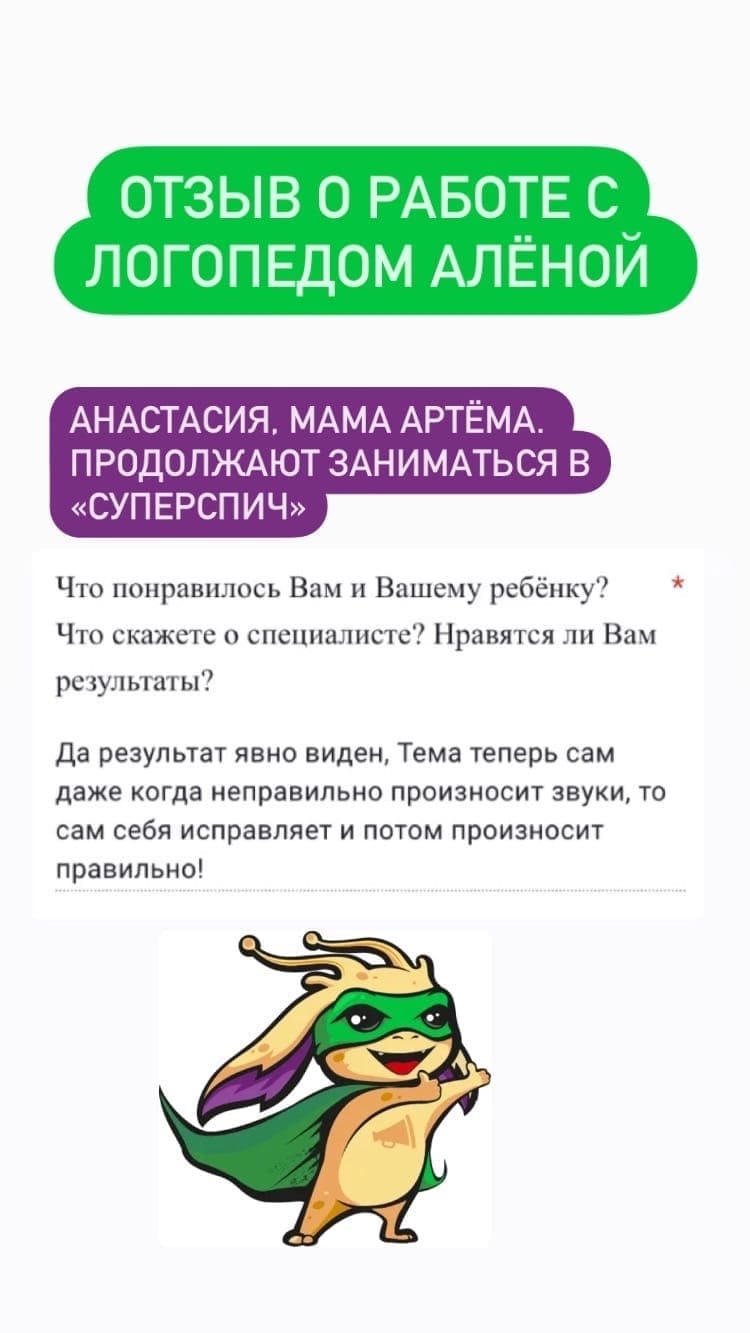 ОТЗЫВ О РАБОТЕ С
ЛОГОПЕДОМ АЛЁНОЙ
АНАСТАСИЯ, МАМА АРТЁМА.
ПРОДОЛЖАЮТ ЗАНИМАТЬСЯ В
«СУПЕРСПИЧ»
Что понравилось Вам и Вашему ребёнку? *
Что скажете о специалисте? Нравятся ли Вам
результаты?
Да результат явно виден, Тема теперь сам
даже когда неправильно произносит звуки, то
сам себя исправляет и потом произносит
правильно!